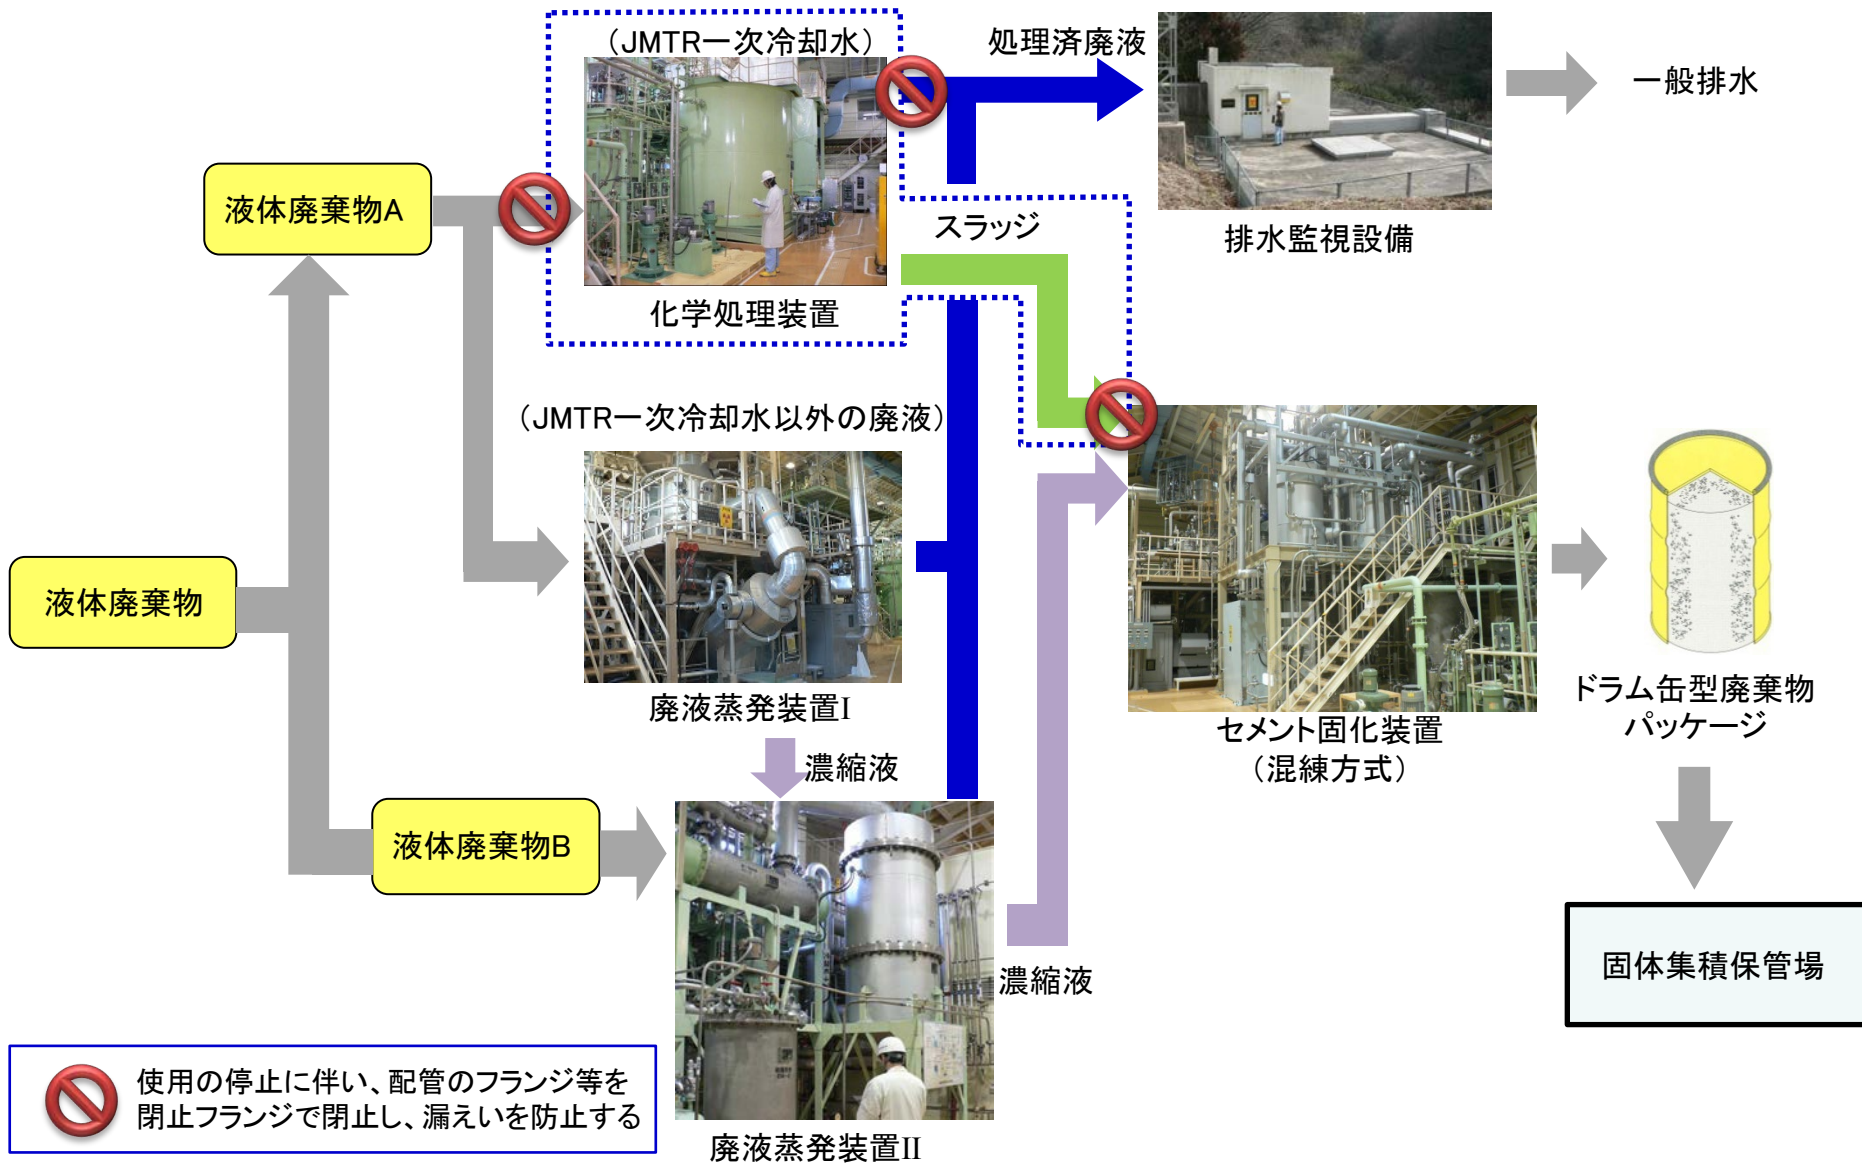 （JMTR一次冷却水）
処理済廃液
一般排水
液体廃棄物A
スラッジ
排水監視設備
化学処理装置
（JMTR一次冷却水以外の廃液）
液体廃棄物
ドラム缶型廃棄物
パッケージ
廃液蒸発装置I
セメント固化装置
（混練方式）
濃縮液
液体廃棄物B
濃縮液
固体集積保管場
使用の停止に伴い、配管のフランジ等を
閉止フランジで閉止し、漏えいを防止する
廃液蒸発装置II